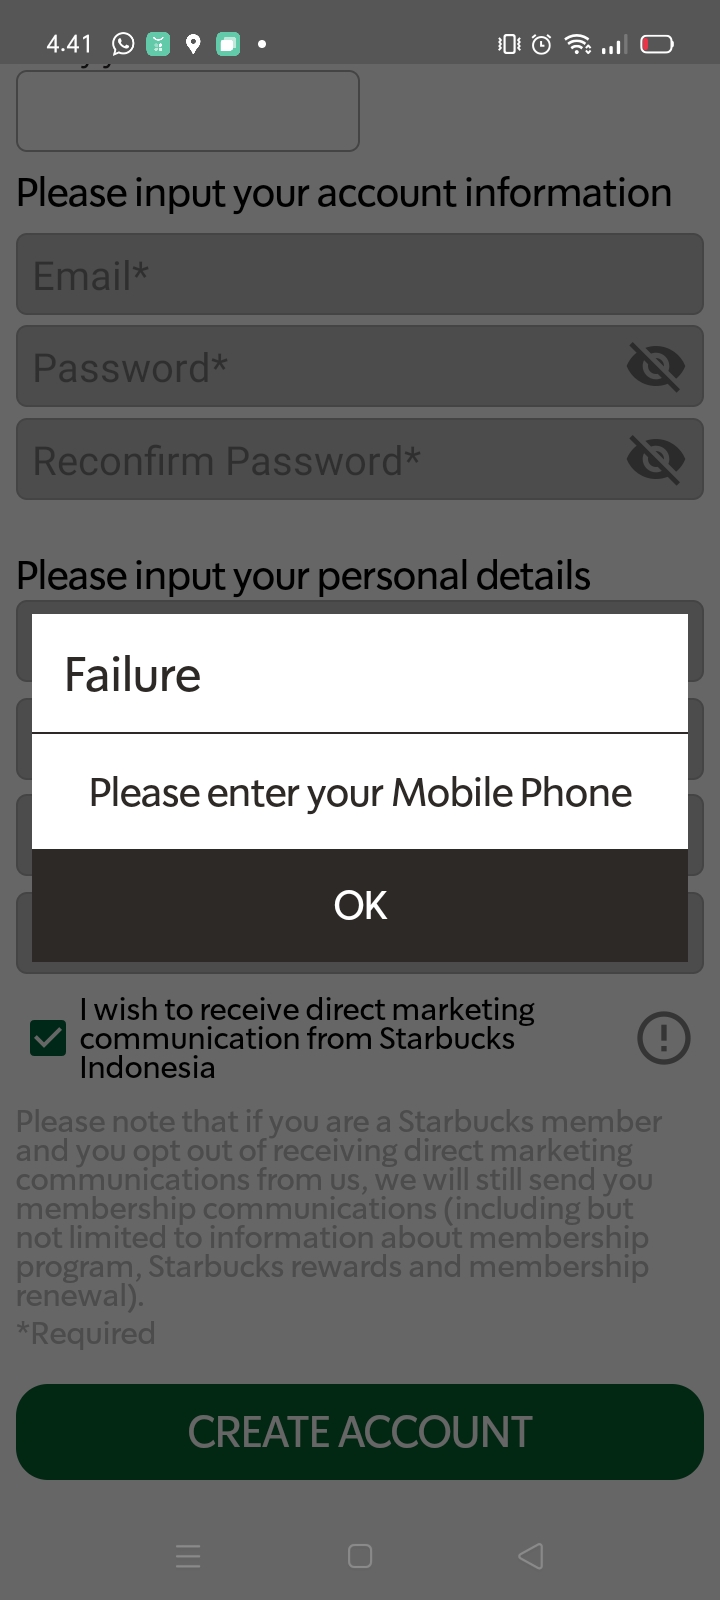 4.41
Please input your account information
Email*
Password*
Reconfirm Password*
Please input your personal details
Failure
Please enter your Mobile Phone
OK
I wish to receive direct marketing
communication from Starbucks
Indonesia
Please note that if you are a Starbucks member
and you opt out of receiving direct marketing
communications from us, we will still send you
membership communications (including but
not limited to information about membership
program, Starbucks rewards and membership
renewal).
*Required
CREATE ACCOUNT